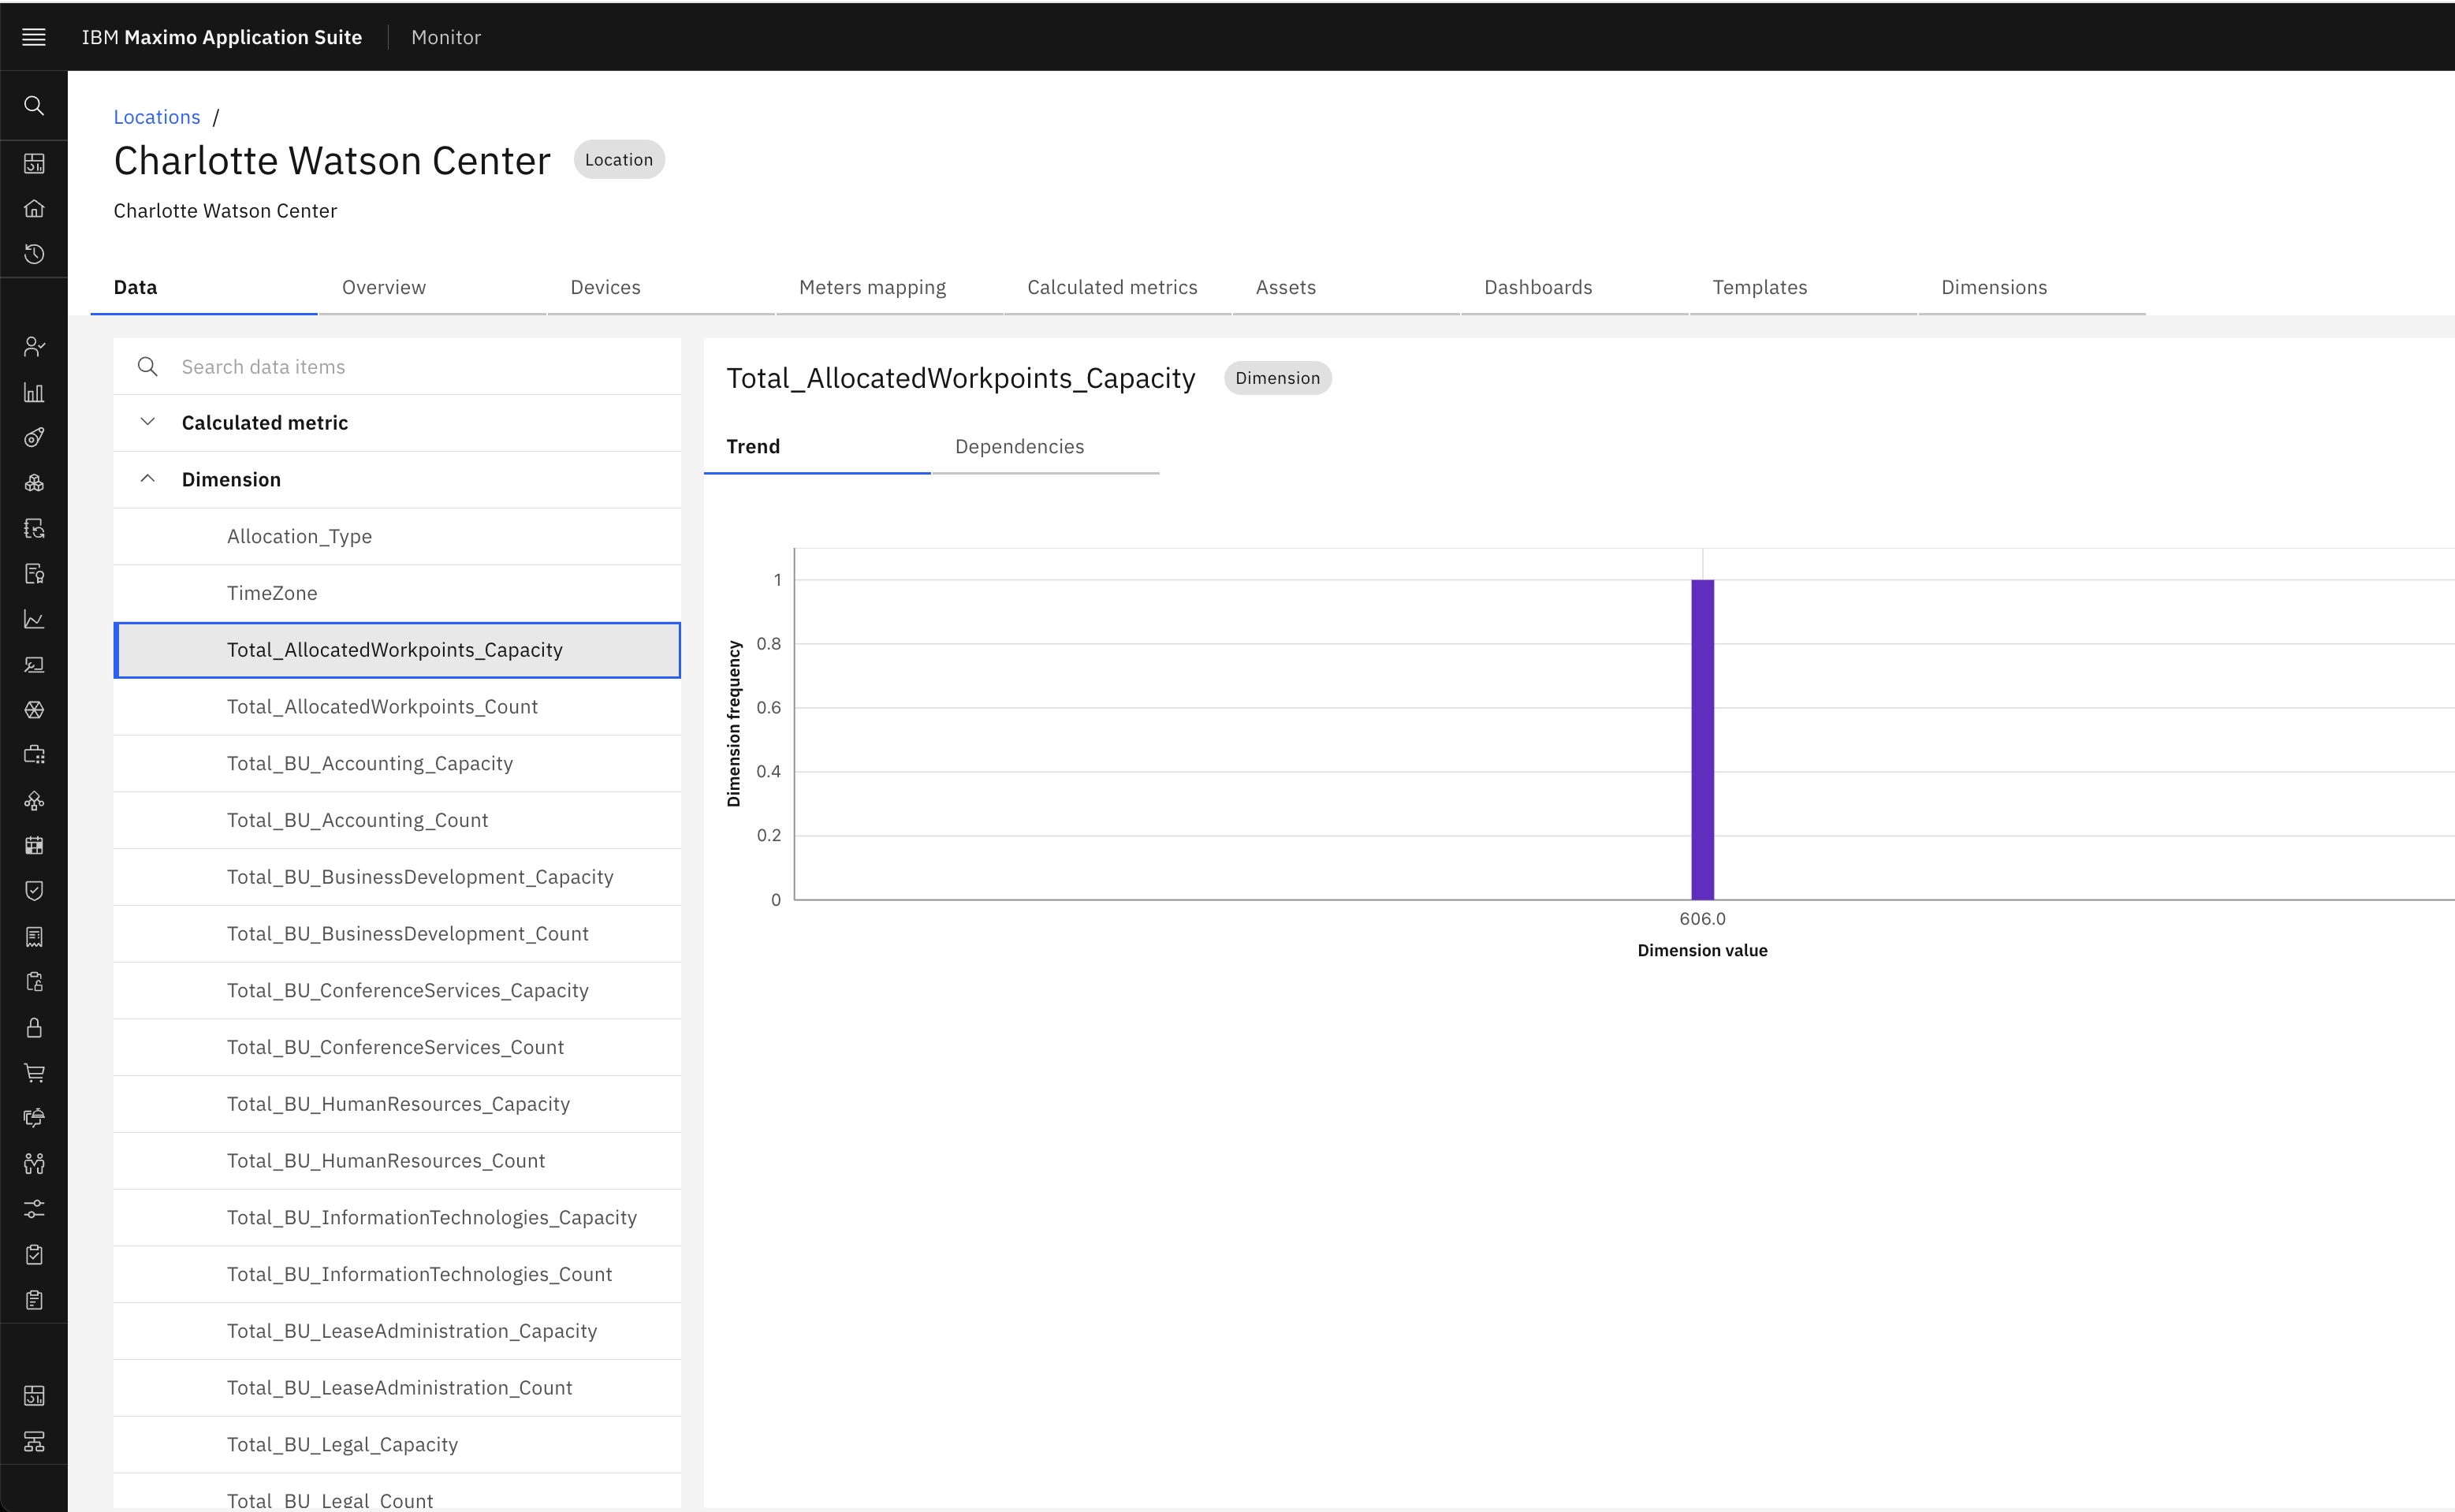 IBM Maximo Application Suite
Monitor
Locations /
Charlotte Watson Center
Location
Charlotte Watson Center
Data
Overview
Devices
Meters mapping
Calculated metrics
Assets
Dashboards
Templates
Dimensions
Search data items
Calculated metric
Dimension
Allocation_Type
TimeZone
Total_AllocatedWorkpoints_Capacity
Total_AllocatedWorkpoints_Count
Total_BU_Accounting_Capacity
Total_BU_Accounting_Count
Total_BU_BusinessDevelopment_Capacity
Total_BU_BusinessDevelopment_Count
Total_BU_ConferenceServices_Capacity
Total_BU_ConferenceServices_Count
Total_BU_HumanResources_Capacity
Total_BU_HumanResources_Count
Total_BU_InformationTechnologies_Capacity
Total_BU_InformationTechnologies_Count
Total_BU_LeaseAdministration_Capacity
Total_BU_LeaseAdministration_Count
Total_BU_Legal_Capacity
Total_BU_Legal_Count
Total_AllocatedWorkpoints_Capacity
Dimension
Trend
Dependencies
Dimension frequency
1
0.8
0.6
0.4
0.2
0
606.0
Dimension value